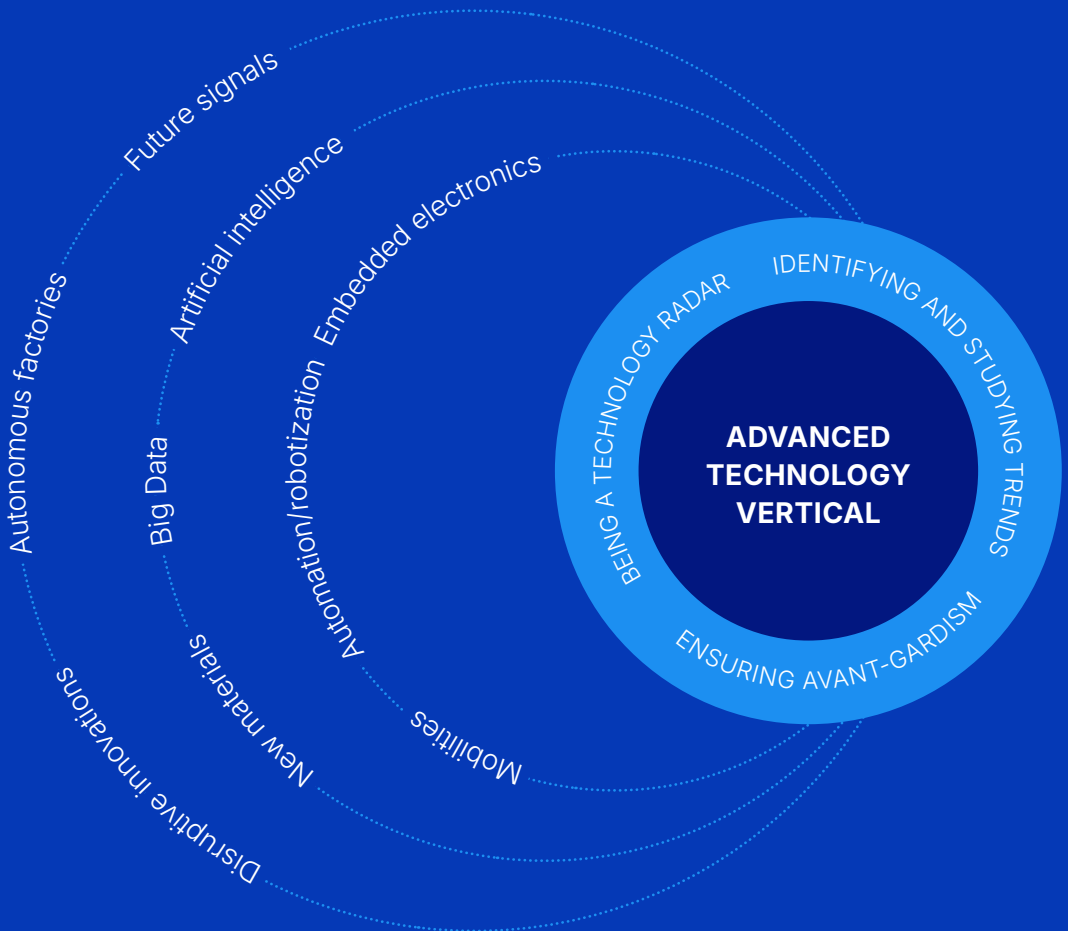 Future signals
Autonomous factories
Disruptive innovations
Artificial intelligence
Big Data
New materials
Embedded electronics
Automation/robotization
Mobilities
BEING A TECHNOLOGY RADAR
IDENTIFYING AND STUDYING TRENDS
ENSURING AVANT-GARDISM
ADVANCED
TECHNOLOGY
VERTICAL